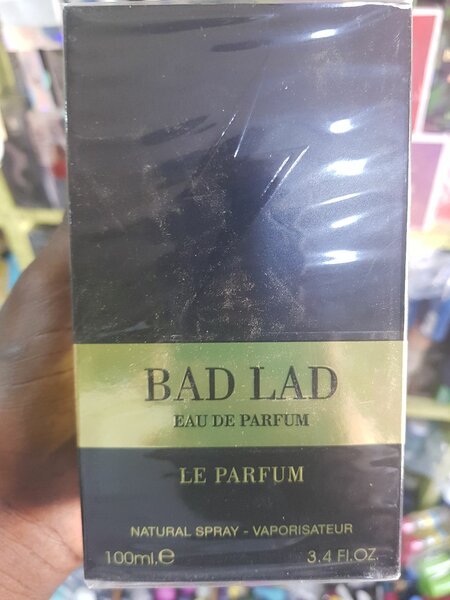 BAD LAD
EAU DE PARFUM
LE PARFUM
NATURAL SPRAY - VAPORISATEUR
100ml.e 3.4 Fl.OZ.